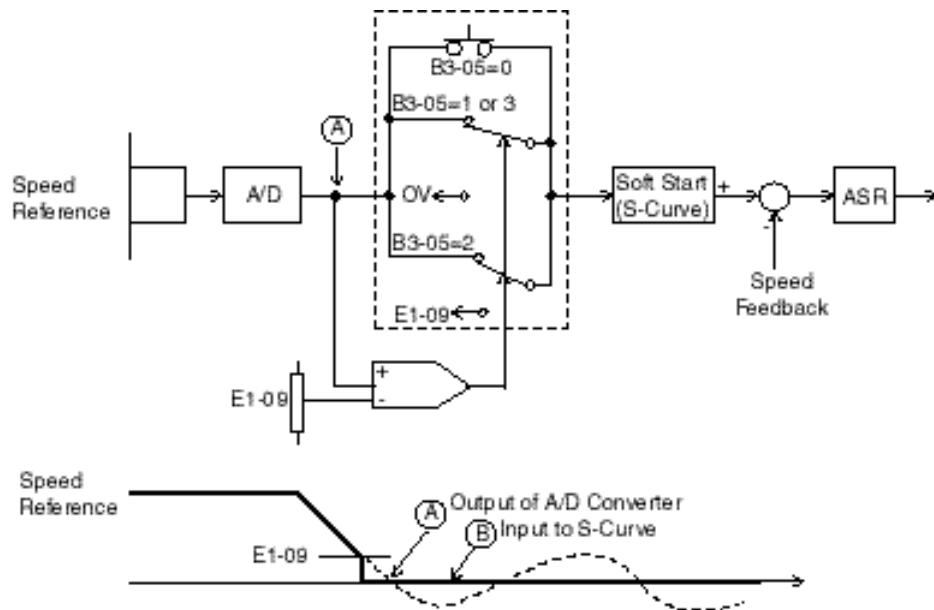 B3-05=0
B3-05=1 or 3
A
Speed
Reference
A/D
OV
Soft Start
(S-Curve)
+
-
ASR
B3-05=2
Speed
Feedback
E1-09
+
-
E1-09
Speed
Reference
A
Output of A/D Converter
B
Input to S-Curve
E1-09